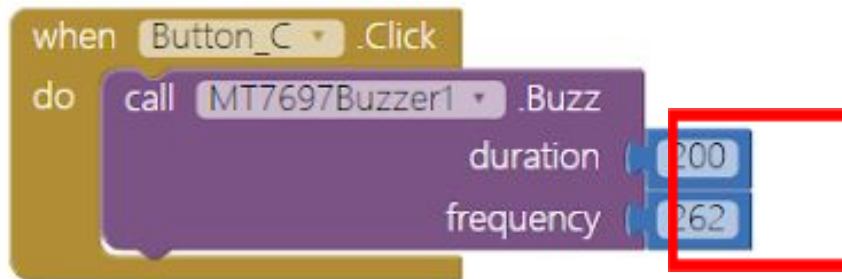 when Button_C .Click
do call MT7697Buzzer1 .Buzz
duration 200
frequency 262